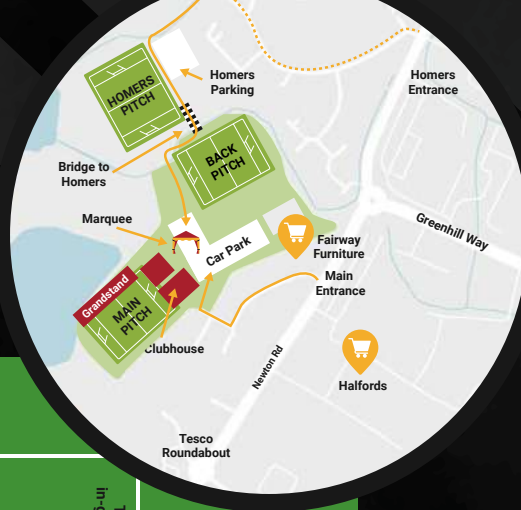 Homers
Parking
Homers
Entrance
HOMERS
PITCH
BACK
PITCH
Bridge to
Homers
Marquee
Greenhill Way
Car Park
Fairway
Furniture
Main
Entrance
Grandstand
MAIN
PITCH
Clubhouse
Newton Rd
Halfords
Tesco
Roundabout
in-g